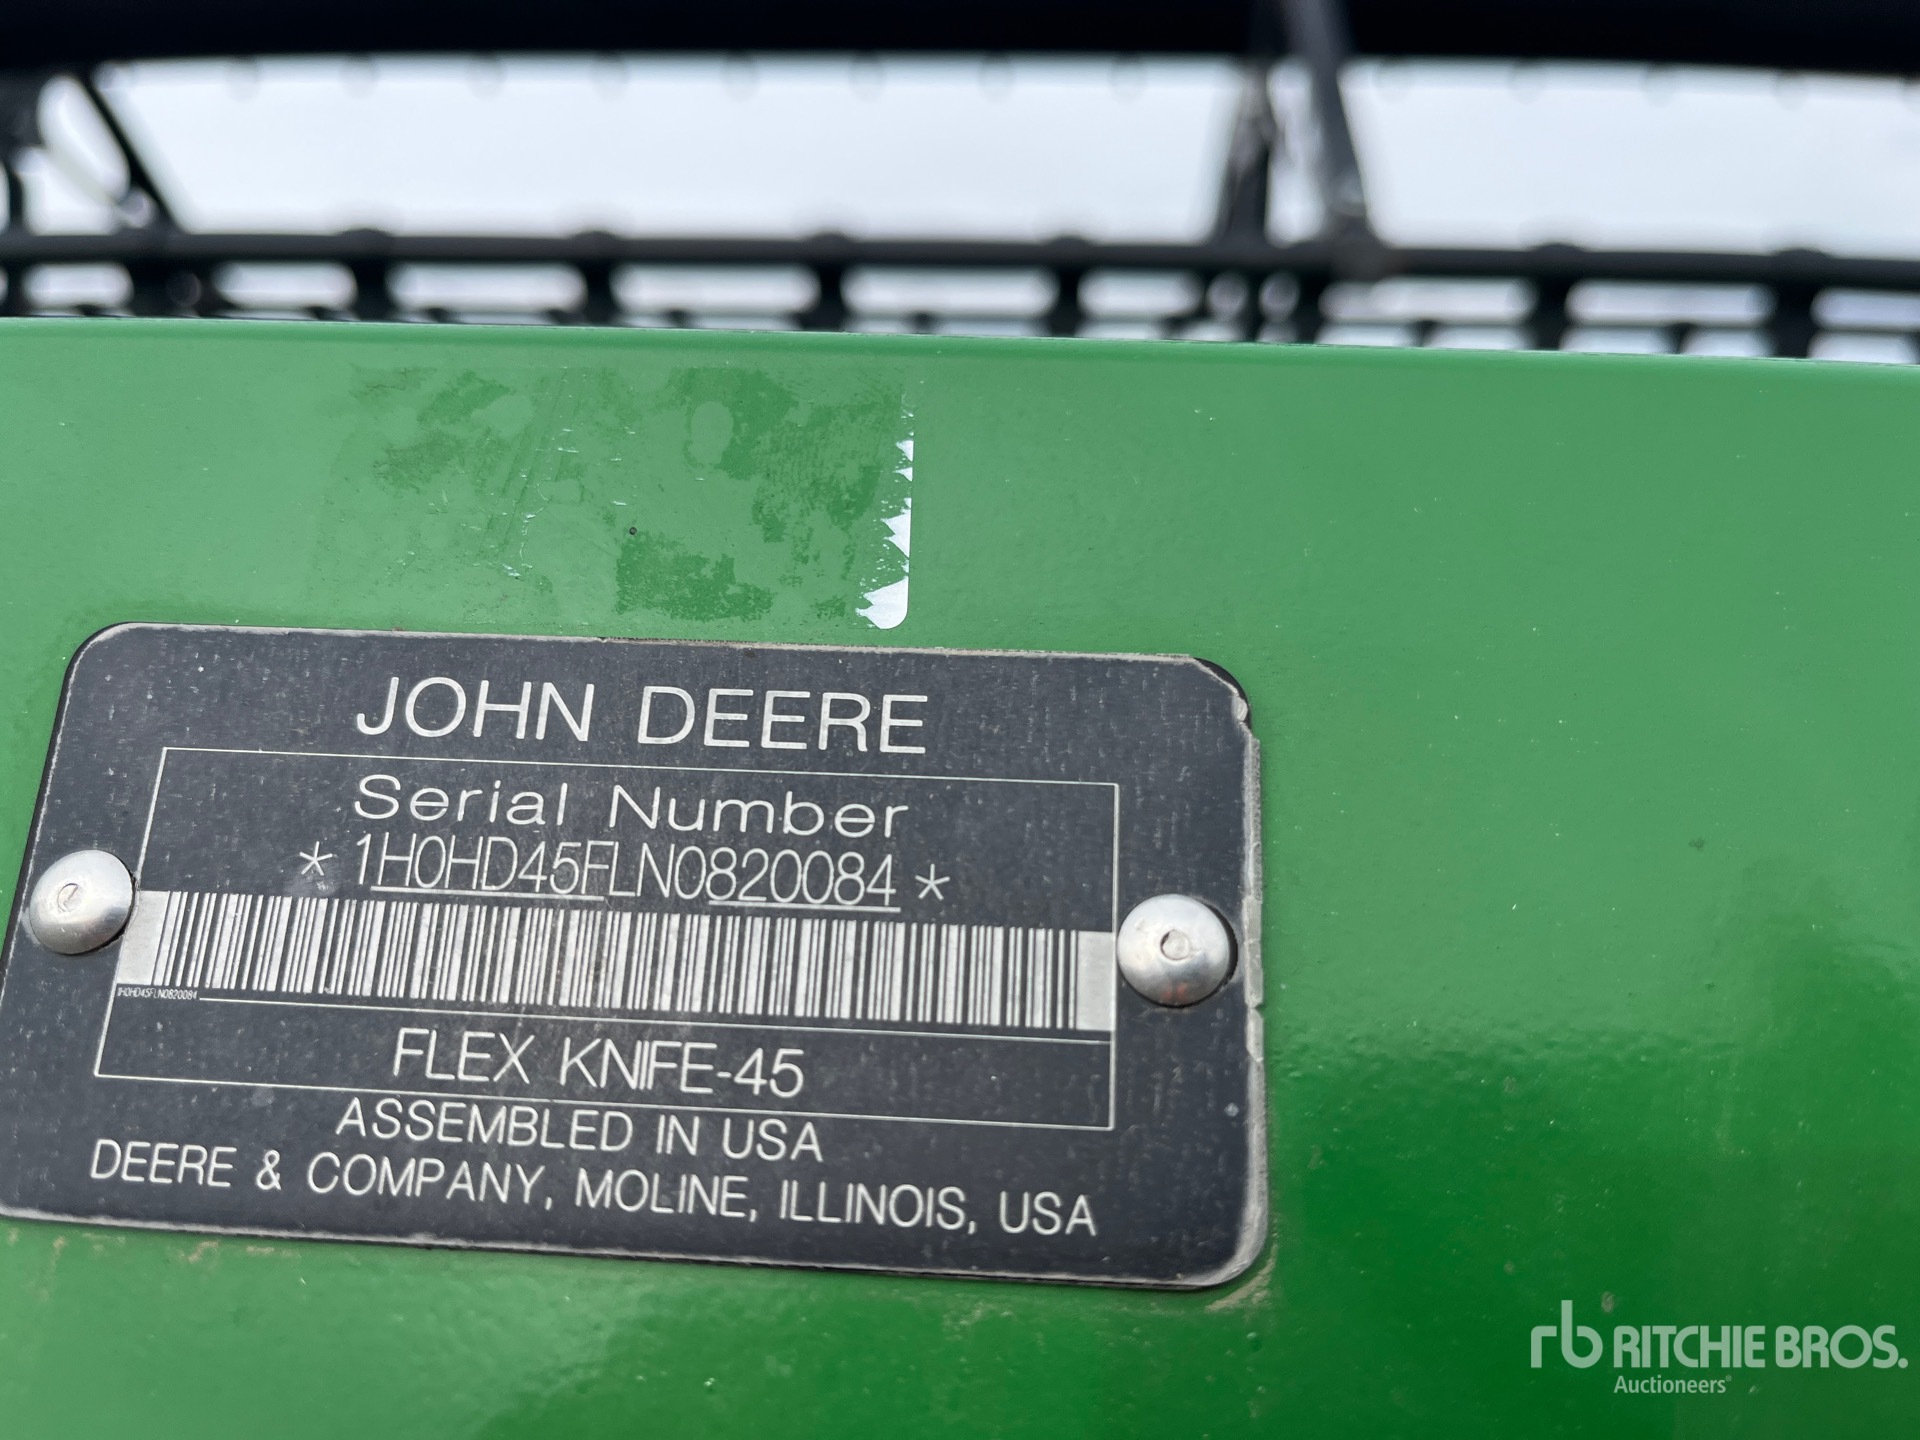 JOHN DEERE
Serial Number
*1H0HD45FLN0820084*
1H0HD45FLN0820084
FLEX KNIFE-45
ASSEMBLED IN USA
DEERE & COMPANY, MOLINE, ILLINOIS, USA
rb RITCHIE BROS.
Auctioneers